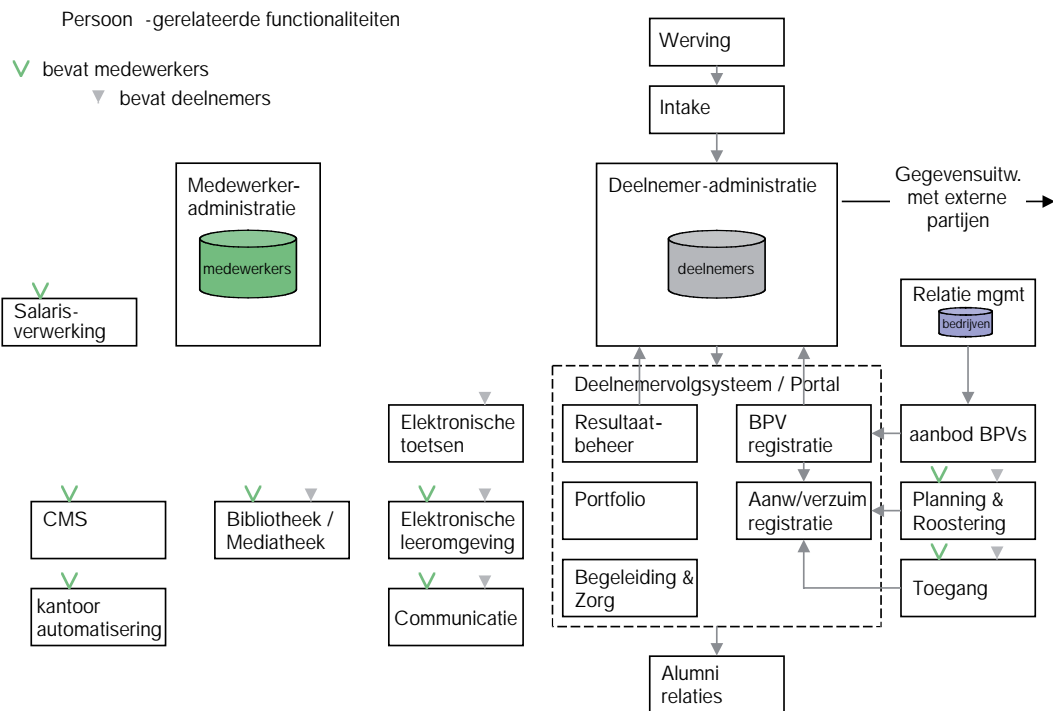 Persoon -gerelateerde functionaliteiten
bevat medewerkers
bevat deelnemers
Werving
Intake
Medewerker-
administratie
medewerkers
Deelnemer-administratie
deelnemers
Gegevensuitw.
met externe
partijen
Salaris-
verwerking
Relatie mgmt
bedrijven
Deelnemervolgsysteem / Portal
Elektronische
toetsen
Resultaat-
beheer
BPV
registratie
aanbod BPVs
CMS
Bibliotheek /
Mediatheek
Elektronische
leeromgeving
Portfolio
Aanw/verzuim
registratie
Planning &
Roostering
kantoor
automatisering
Communicatie
Begeleiding &
Zorg
Toegang
Alumni
relaties